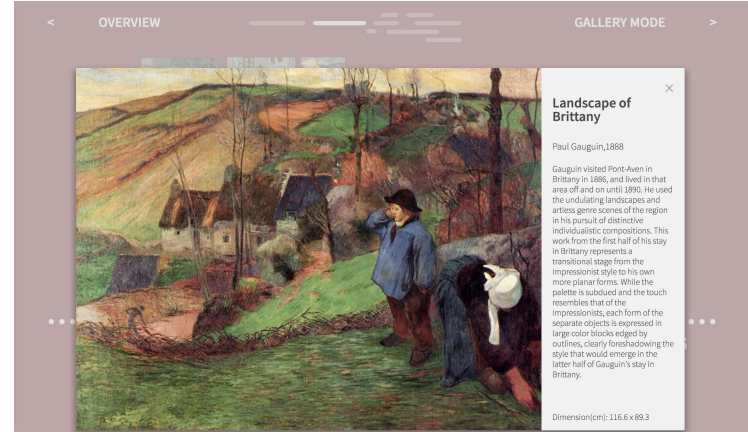 < OVERVIEW GALLERY MODE >
Landscape of
Brittany
Paul Gauguin,1888
Gauguin visited Pont-Aven in
Brittany in 1886, and lived in that
area off and on until 1890. He used
the undulating landscapes and
artless genre scenes of the region
in his pursuit of distinctive
individualistic compositions. This
work from the first half of his stay
in Brittany represents a
transitional stage from the
Impressionist style to his own
more planar forms. While the
palette is subdued and the touch
resembles that of the
Impressionists, each form of the
separate objects is expressed in
large color blocks edged by
outlines, clearly foreshadowing the
style that would emerge in the
latter half of Gauguin's stay in
Brittany.
Dimension(cm): 116.6 x 89.3